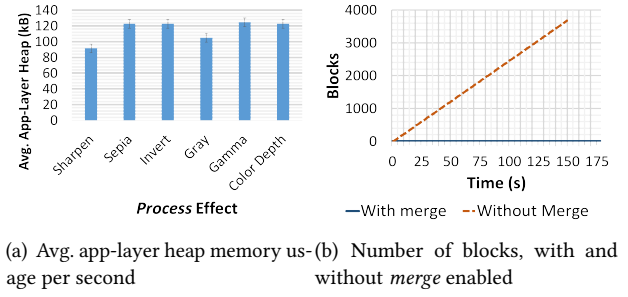 140
120
100
80
60
40
20
0
Avg. App-Layer Heap (kB)
Sharpen
Sepia
Invert
Gray
Gamma
Color Depth
Process Effect
4000
3000
2000
1000
0
Blocks
0 25 50 75 100 125 150 175
Time (s)
With merge Without Merge
(a) Avg. app-layer heap memory us-
age per second
(b) Number of blocks, with and
without merge enabled